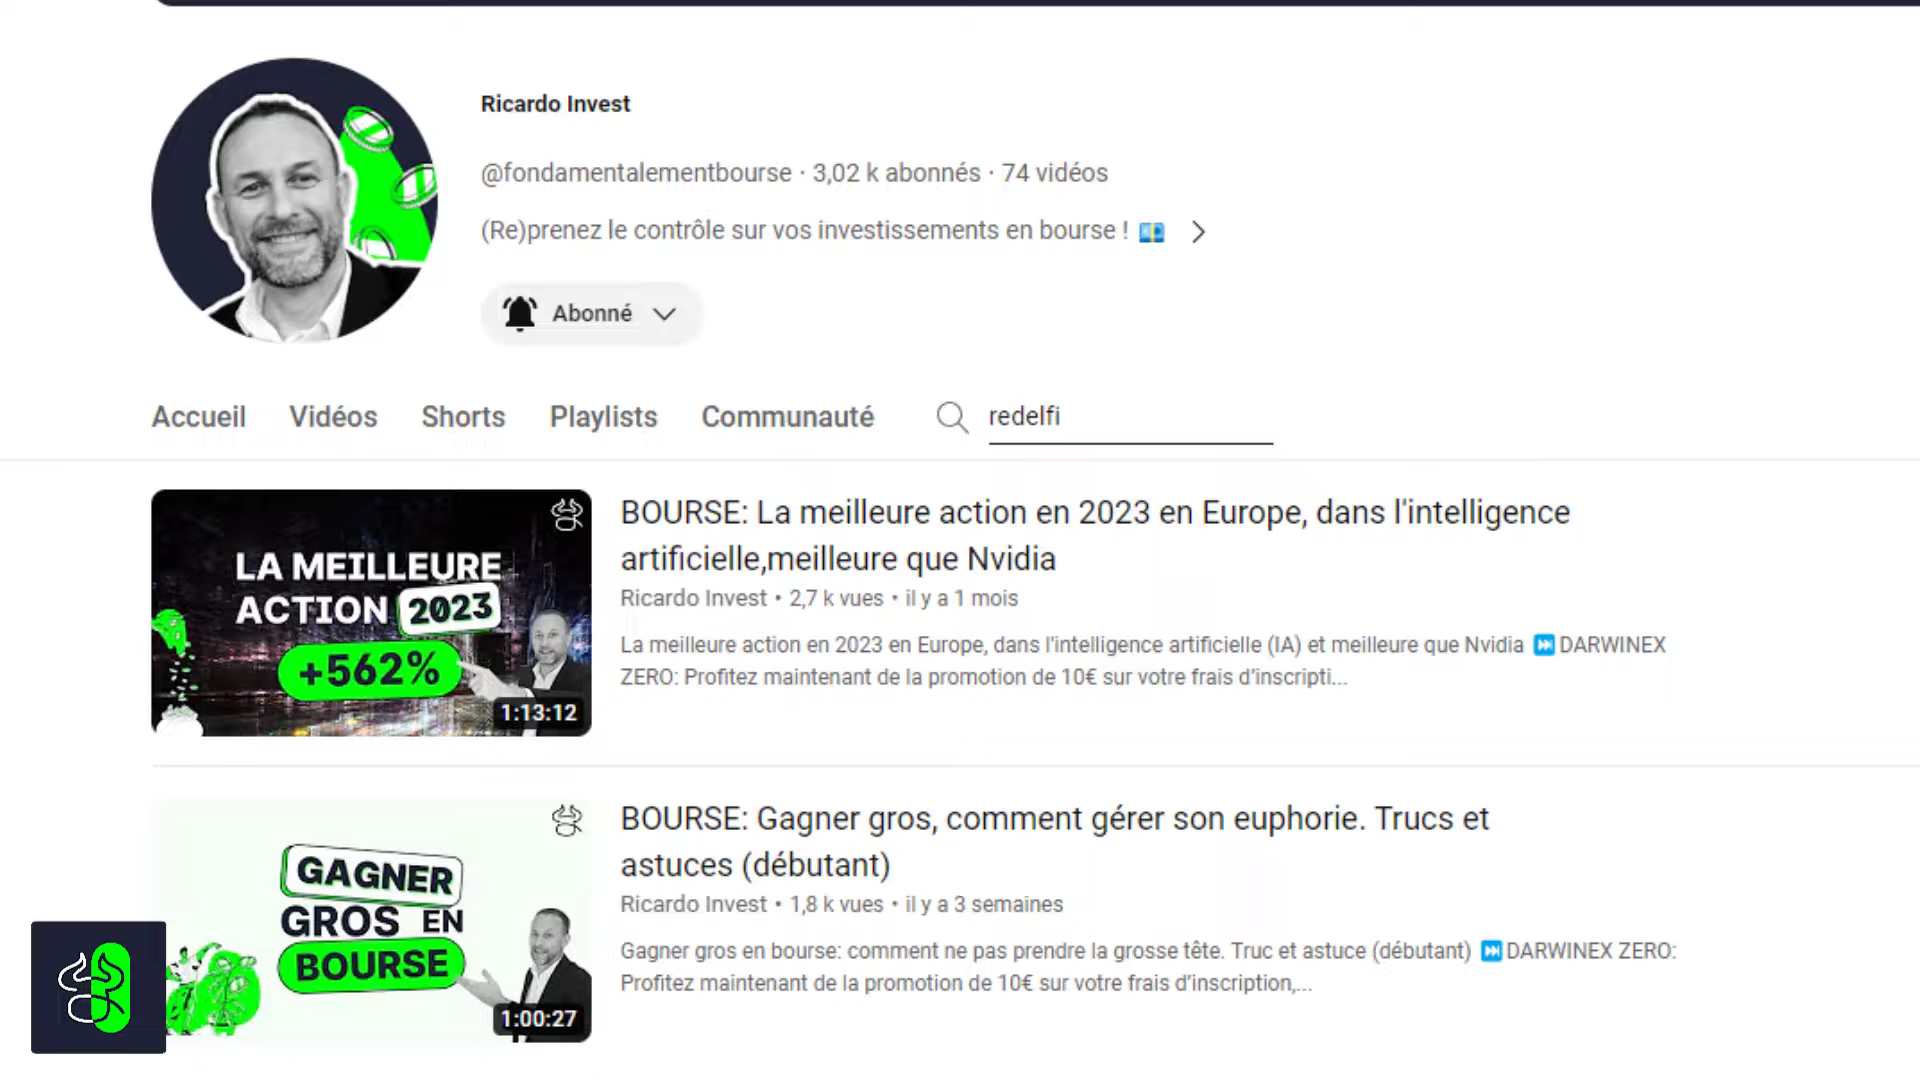 Ricardo Invest
@fondamentalementbourse · 3,02 k abonnés · 74 vidéos
(Re)prenez le contrôle sur vos investissements en bourse !
Abonné
Accueil Vidéos Shorts Playlists Communauté redelfi
LA MEILLEURE
ACTION 2023
+562%
1:13:12
BOURSE: La meilleure action en 2023 en Europe, dans l'intelligence
artificielle,meilleure que Nvidia
Ricardo Invest • 2,7 k vues • il y a 1 mois
La meilleure action en 2023 en Europe, dans l'intelligence artificielle (IA) et meilleure que Nvidia ⏭️DARWINEX
ZERO: Profitez maintenant de la promotion de 10€ sur votre frais d'inscripti...
GAGNER
GROS EN
BOURSE
1:00:27
BOURSE: Gagner gros, comment gérer son euphorie. Trucs et
astuces (débutant)
Ricardo Invest • 1,8 k vues • il y a 3 semaines
Gagner gros en bourse: comment ne pas prendre la grosse tête. Truc et astuce (débutant) ⏭️DARWINEX ZERO:
Profitez maintenant de la promotion de 10€ sur votre frais d'inscription,...